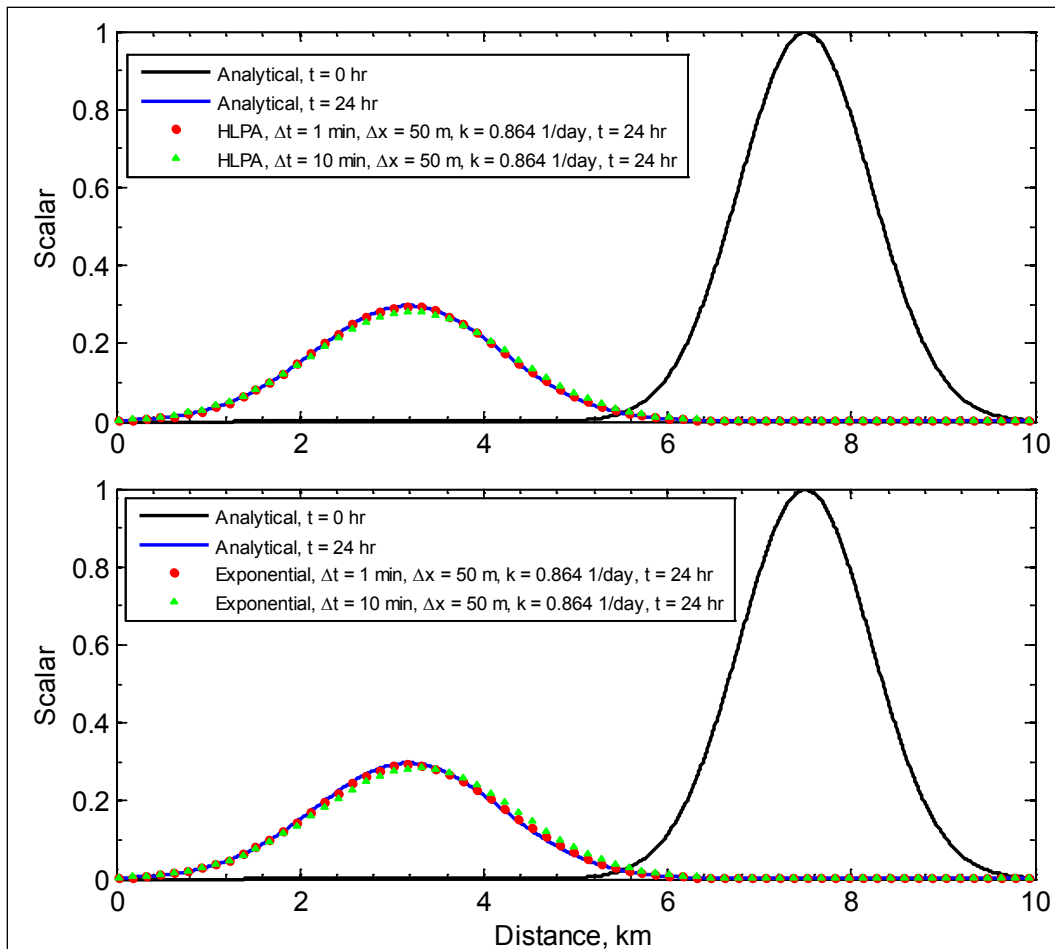 1
0.8
0.6
0.4
0.2
0
Scalar
Analytical, t = 0 hr
Analytical, t = 24 hr
HLPA, Δt = 1 min, Δx = 50 m, k = 0.864 1/day, t = 24 hr
HLPA, Δt = 10 min, Δx = 50 m, k = 0.864 1/day, t = 24 hr
0 2 4 6 8 10
1
0.8
0.6
0.4
0.2
0
Scalar
Analytical, t = 0 hr
Analytical, t = 24 hr
Exponential, Δt = 1 min, Δx = 50 m, k = 0.864 1/day, t = 24 hr
Exponential, Δt = 10 min, Δx = 50 m, k = 0.864 1/day, t = 24 hr
0 2 4 6 8 10
Distance, km